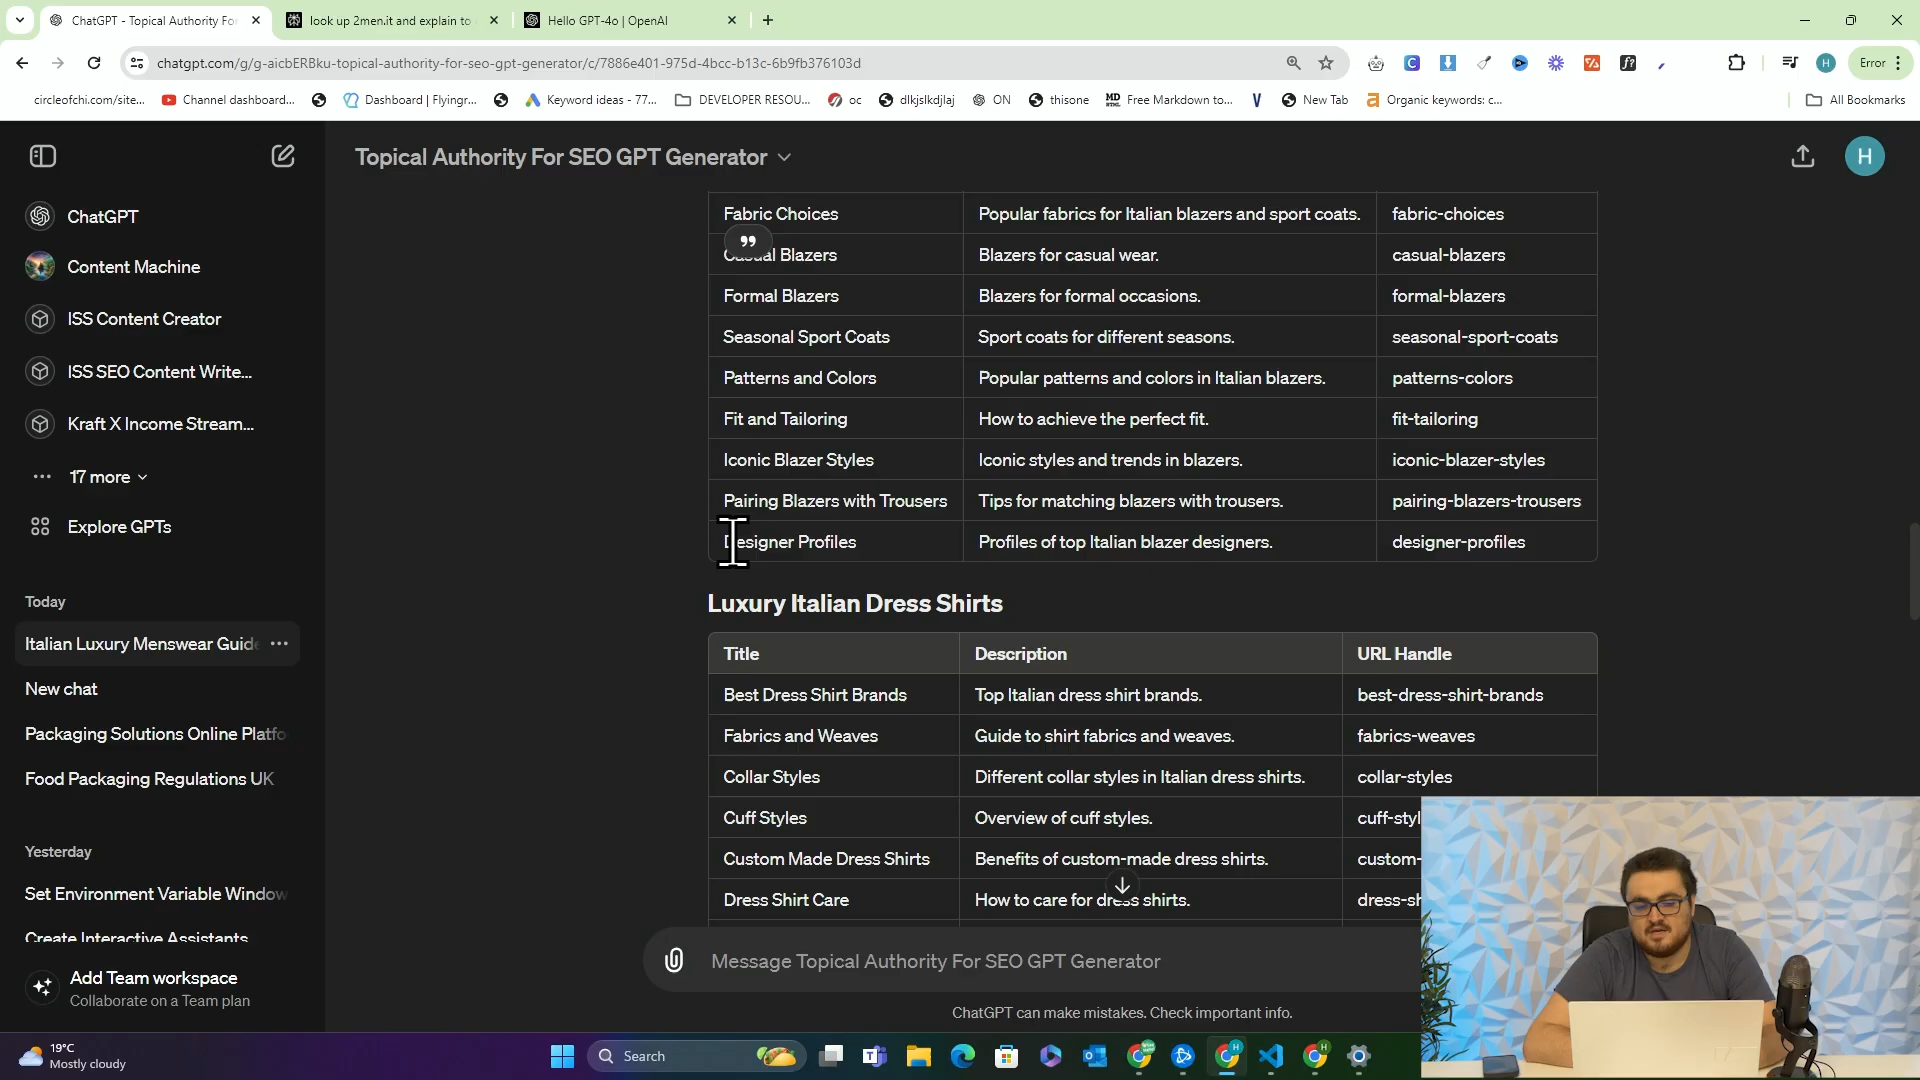 ChatGPT - Topical Authority Fo
look up 2men.it and explain to
Hello GPT-4o | OpenAI
chatgpt.com/g/g-aicbERBku-topical-authority-for-seo-gpt-generator/c/7886e401-975d-4bcc-b13c-6b9fb376103d
Error
circleofchi.com/site...
Channel dashboard...
Dashboard | Flyingr...
Keyword ideas - 77...
DEVELOPER RESOU...
oc
dlkjslkdjlaj
ON
thisone
Free Markdown to...
New Tab
Organic keywords: c...
All Bookmarks
Topical Authority For SEO GPT Generator
H
ChatGPT
Content Machine
ISS Content Creator
ISS SEO Content Write...
Kraft X Income Stream...
17 more
Explore GPTs
Today
Italian Luxury Menswear Guide
New chat
Packaging Solutions Online Platfo
Food Packaging Regulations UK
Yesterday
Set Environment Variable Window
Create Interactive Assistants
Add Team workspace
Collaborate on a Team plan
Fabric Choices Popular fabrics for Italian blazers and sport coats. fabric-choices
Casual Blazers Blazers for casual wear. casual-blazers
Formal Blazers Blazers for formal occasions. formal-blazers
Seasonal Sport Coats Sport coats for different seasons. seasonal-sport-coats
Patterns and Colors Popular patterns and colors in Italian blazers. patterns-colors
Fit and Tailoring How to achieve the perfect fit. fit-tailoring
Iconic Blazer Styles Iconic styles and trends in blazers. iconic-blazer-styles
Pairing Blazers with Trousers Tips for matching blazers with trousers. pairing-blazers-trousers
Designer Profiles Profiles of top Italian blazer designers. designer-profiles
Luxury Italian Dress Shirts
Title Description URL Handle
Best Dress Shirt Brands Top Italian dress shirt brands. best-dress-shirt-brands
Fabrics and Weaves Guide to shirt fabrics and weaves. fabrics-weaves
Collar Styles Different collar styles in Italian dress shirts. collar-styles
Cuff Styles Overview of cuff styles. cuff-styl
Custom Made Dress Shirts Benefits of custom-made dress shirts. custom-
Dress Shirt Care How to care for dress shirts. dress-sh
Message Topical Authority For SEO GPT Generator
ChatGPT can make mistakes. Check important info.
19°C
Mostly cloudy
Search